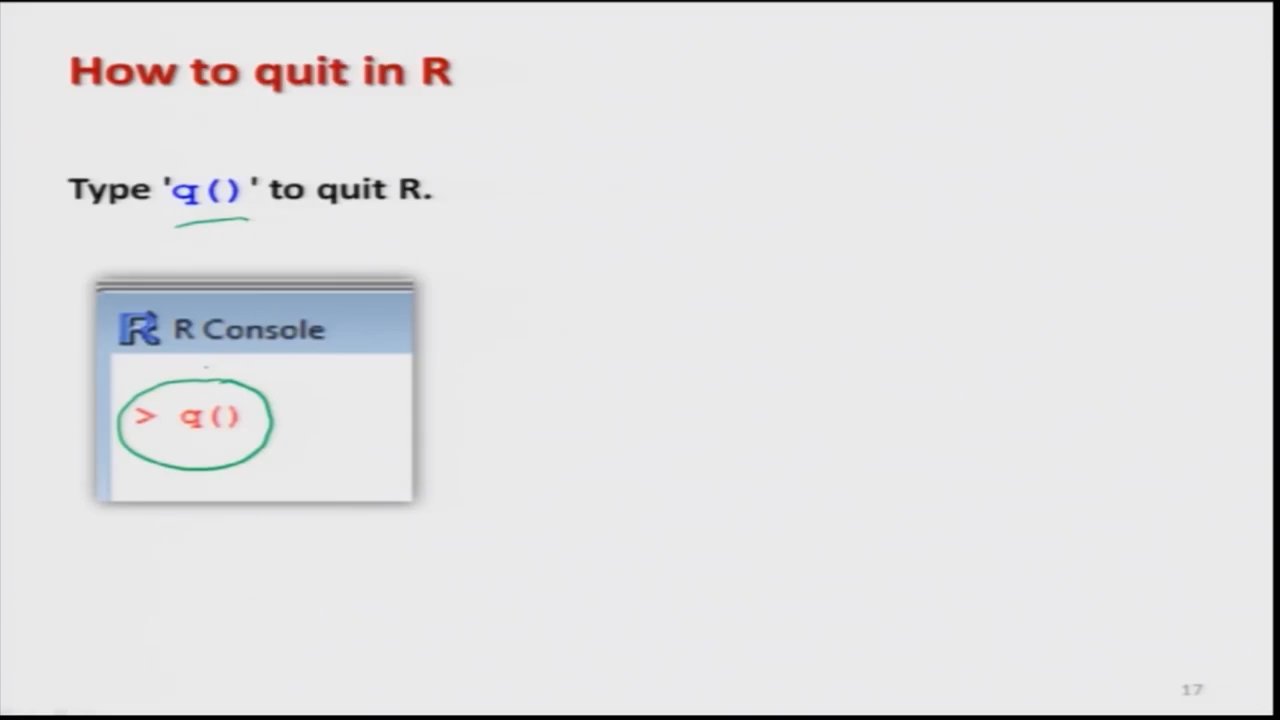 How to quit in R
Type 'q()' to quit R.
R Console
> q()
17